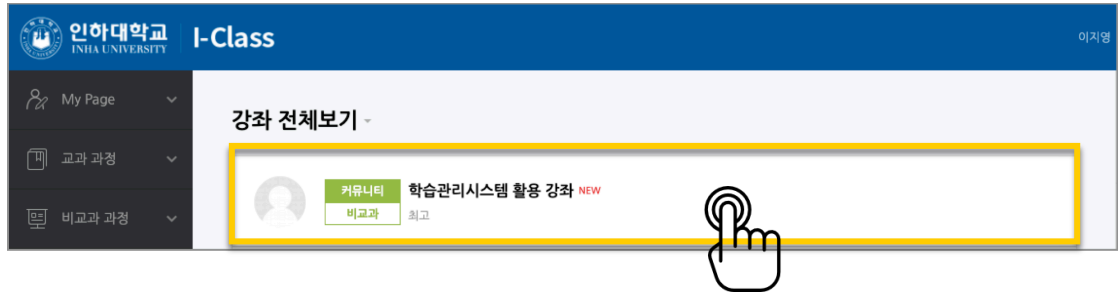 인하대학교
INHA UNIVERSITY
I-Class
이지영
My Page
교과 과정
비교과 과정
강좌 전체보기
커뮤니티
비교과
학습관리시스템 활용 강좌 NEW
최고